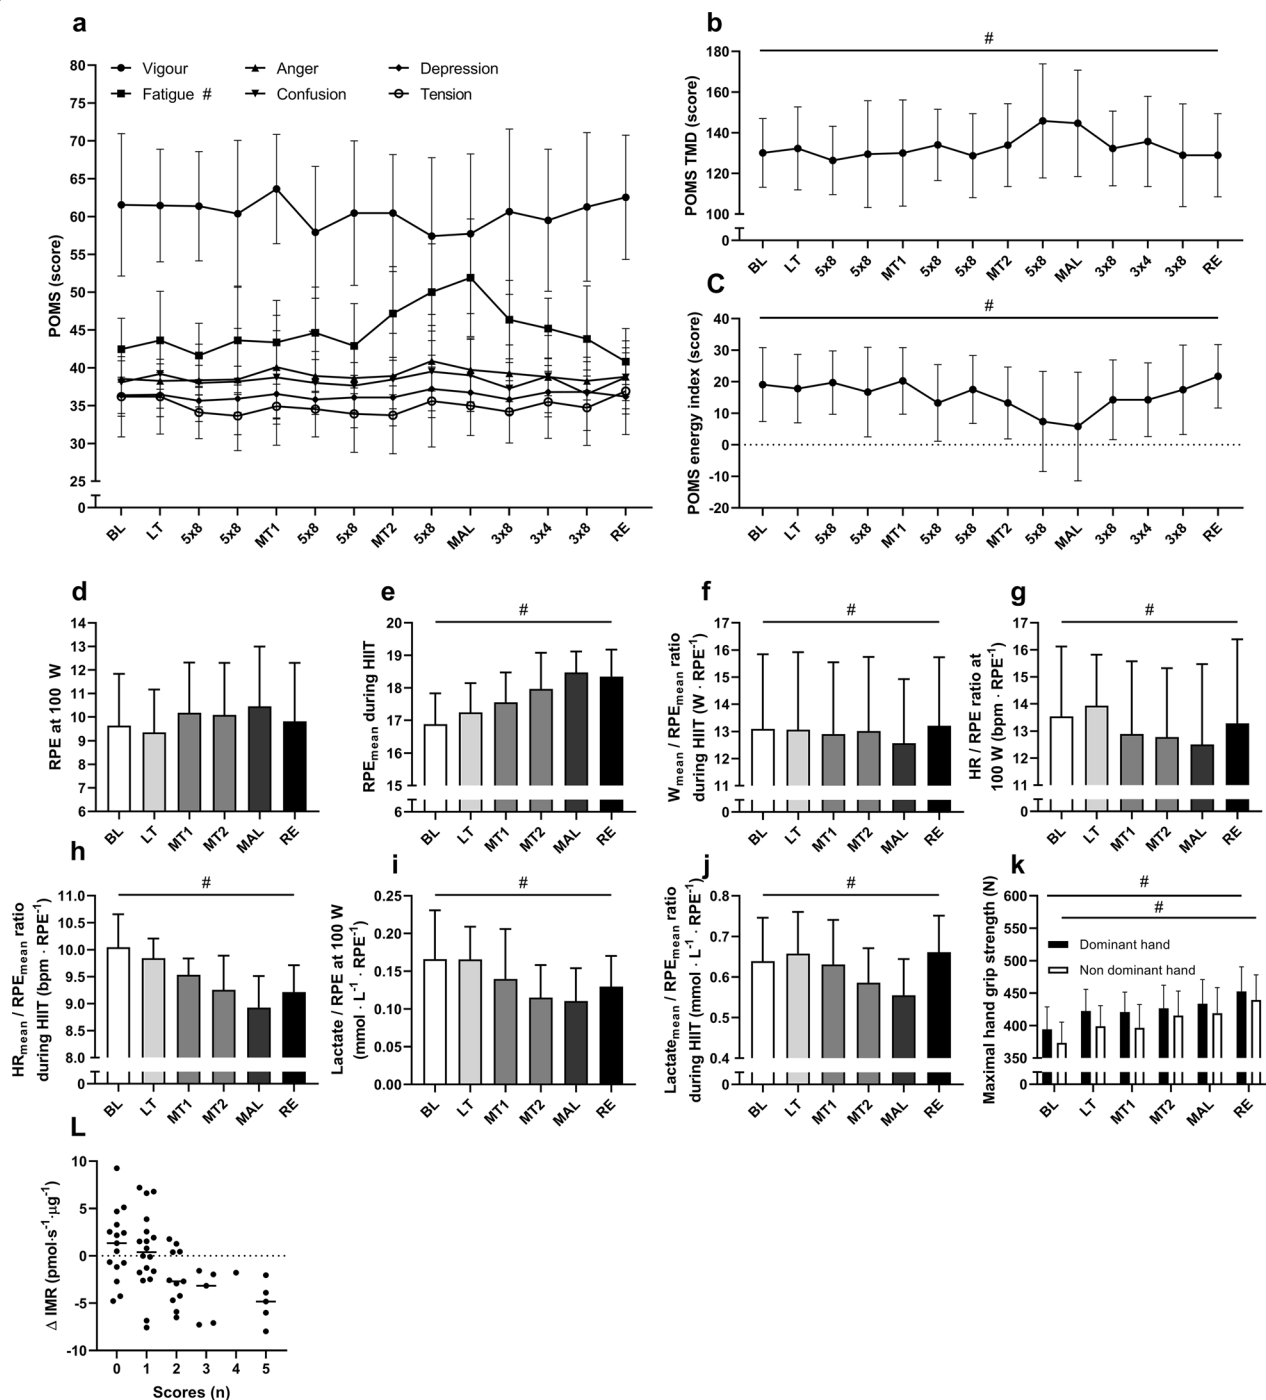 a
80
75
70
65
60
55
50
45
40
35
30
25
0
POMS (score)
Vigour
Anger
Depression
Fatigue #
Confusion
Tension
BL LT 5x8 5x8 MT1 5x8 5x8 MT2 5x8 MAL 3x8 3x4 3x8 RE
b
#
180
160
140
120
100
0
POMS TMD (score)
BL LT 5x8 5x8 MT1 5x8 5x8 MT2 5x8 MAL 3x8 3x4 3x8 RE
C
#
40
30
20
10
0
-10
-20
POMS energy index (score)
BL LT 5x8 5x8 MT1 5x8 5x8 MT2 5x8 MAL 3x8 3x4 3x8 RE
d
14
13
12
11
10
9
8
7
6
RPE at 100 W
BL LT MT1 MT2 MAL RE
e
#
20
19
18
17
16
15
6
RPEmean during HIIT
BL LT MT1 MT2 MAL RE
f
#
17
16
15
14
13
12
11
0
Wmean / RPEmean ratio
during HIIT (W · RPE-1)
BL LT MT1 MT2 MAL RE
g
#
17
16
15
14
13
12
11
0
HR / RPE ratio at
100 W (bpm · RPE-1)
BL LT MT1 MT2 MAL RE
h
#
11.0
10.0
9.5
9.0
8.5
8.0
0
HRmean / RPEmean ratio
during HIIT (bpm · RPE-1)
BL LT MT1 MT2 MAL RE
i
#
0.25
0.20
0.15
0.10
0.05
0.00
Lactate / RPE at 100 W
(mmol · L-1 · RPE-1)
BL LT MT1 MT2 MAL RE
j
#
0.8
0.7
0.6
0.5
0.4
0
Lactatemean / RPEmean ratio
during HIIT (mmol · L-1 · RPE-1)
BL LT MT1 MT2 MAL RE
k
#
#
600
550
500
450
400
350
0
Maximal hand grip strength (N)
Dominant hand
Non dominant hand
BL LT MT1 MT2 MAL RE
L
10
5
0
-5
-10
Δ IMR (pmol·s-1·µg-1)
0 1 2 3 4 5
Scores (n)